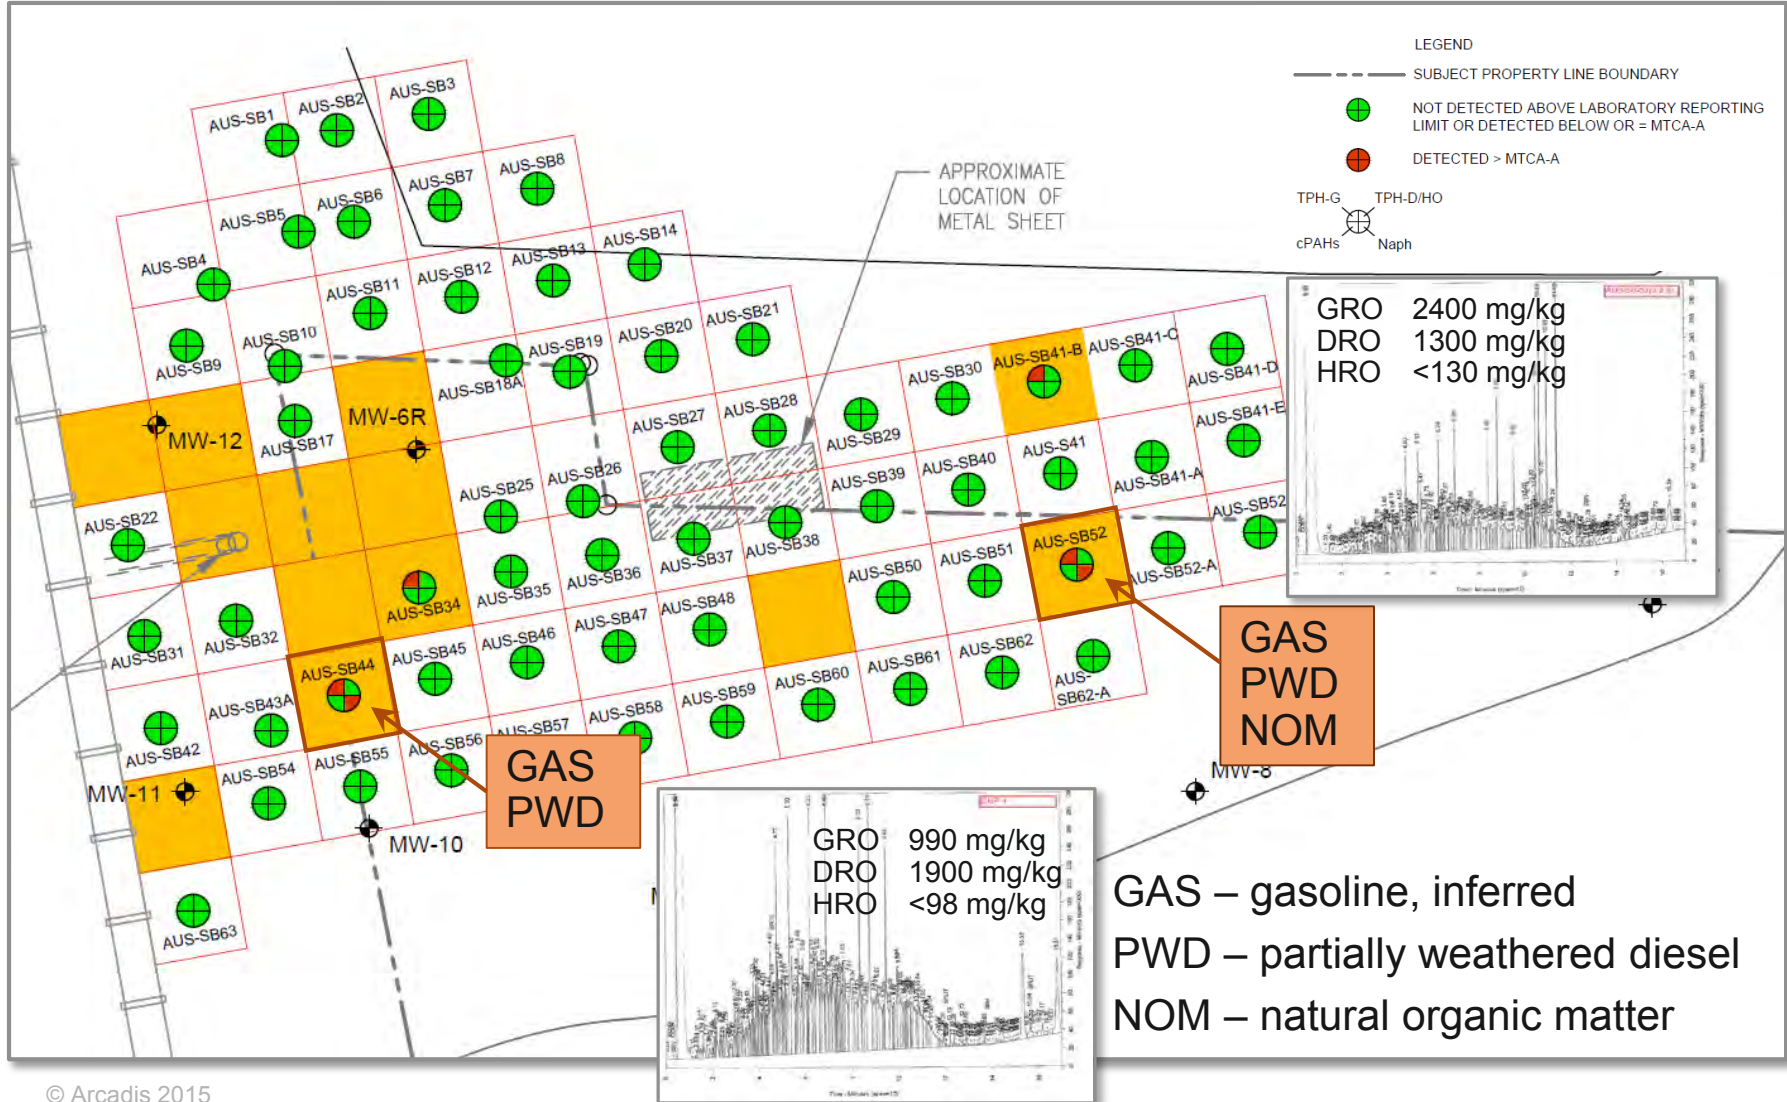 LEGEND
SUBJECT PROPERTY LINE BOUNDARY
NOT DETECTED ABOVE LABORATORY REPORTING
LIMIT OR DETECTED BELOW OR = MTCA-A
DETECTED > MTCA-A
TPH-G
TPH-D/HO
cPAHs
Naph
APPROXIMATE
LOCATION OF
METAL SHEET
AUS-SB1
AUS-SB2
AUS-SB3
AUS-SB4
AUS-SB5
AUS-SB6
AUS-SB7
AUS-SB8
AUS-SB9
AUS-SB10
AUS-SB11
AUS-SB12
AUS-SB13
AUS-SB14
MW-12
AUS-SB17
MW-6R
AUS-SB18A
AUS-SB19
AUS-SB20
AUS-SB21
AUS-SB22
AUS-SB25
AUS-SB26
AUS-SB27
AUS-SB28
AUS-SB29
AUS-SB30
AUS-SB41-B
AUS-SB41-C
AUS-SB41-D
AUS-SB31
AUS-SB32
AUS-SB34
AUS-SB35
AUS-SB36
AUS-SB37
AUS-SB38
AUS-SB39
AUS-SB40
AUS-S41
AUS-SB41-A
AUS-SB41-E
AUS-SB42
AUS-SB43A
AUS-SB44
AUS-SB45
AUS-SB46
AUS-SB47
AUS-SB48
AUS-SB50
AUS-SB51
AUS-SB52
AUS-SB52-A
AUS-SB52
MW-11
AUS-SB54
AUS-SB55
AUS-SB56
AUS-SB57
AUS-SB58
AUS-SB59
AUS-SB60
AUS-SB61
AUS-SB62
AUS-
SB62-A
AUS-SB63
MW-10
MW-8
GRO 2400 mg/kg
DRO 1300 mg/kg
HRO <130 mg/kg
GAS
PWD
NOM
GAS
PWD
GRO 990 mg/kg
DRO 1900 mg/kg
HRO <98 mg/kg
GAS – gasoline, inferred
PWD – partially weathered diesel
NOM – natural organic matter
© Arcadis 2015